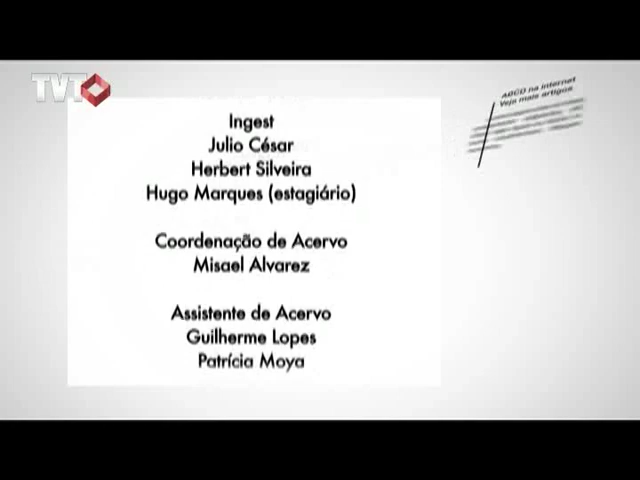 TVT
ABCD na internet
Veja mais artigos
Ingest
Julio César
Herbert Silveira
Hugo Marques (estagiário)
Coordenação de Acervo
Misael Alvarez
Assistente de Acervo
Guilherme Lopes
Patrícia Moya